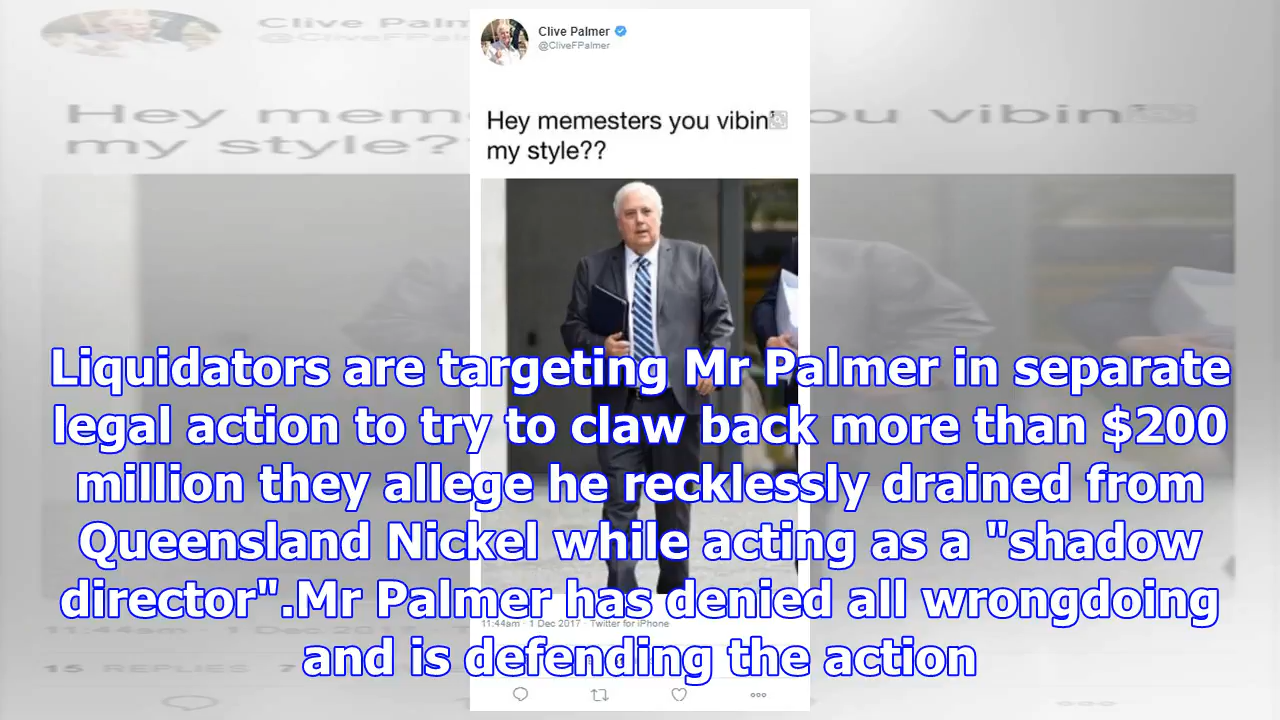 Clive Palmer
@CliveFPalmer
Hey memesters you vibin'
my style??
Liquidators are targeting Mr Palmer in separate
legal action to try to claw back more than $200
million they allege he recklessly drained from
Queensland Nickel while acting as a "shadow
director".Mr Palmer has denied all wrongdoing
and is defending the action
11:44am · 1 Dec 2017 · Twitter for iPhone
15 REPLIES